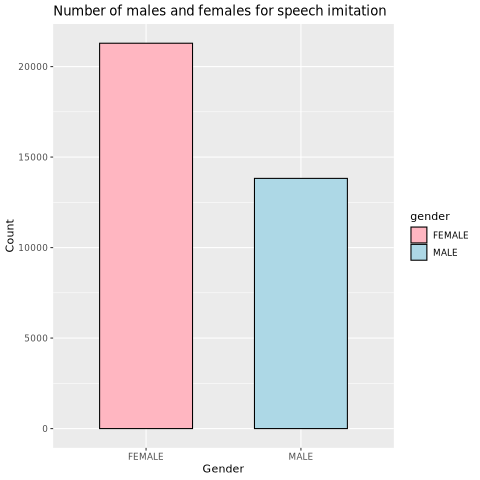 Number of males and females for speech imitation
20000
15000
10000
5000
0
Count
FEMALE
MALE
Gender
gender
FEMALE
MALE